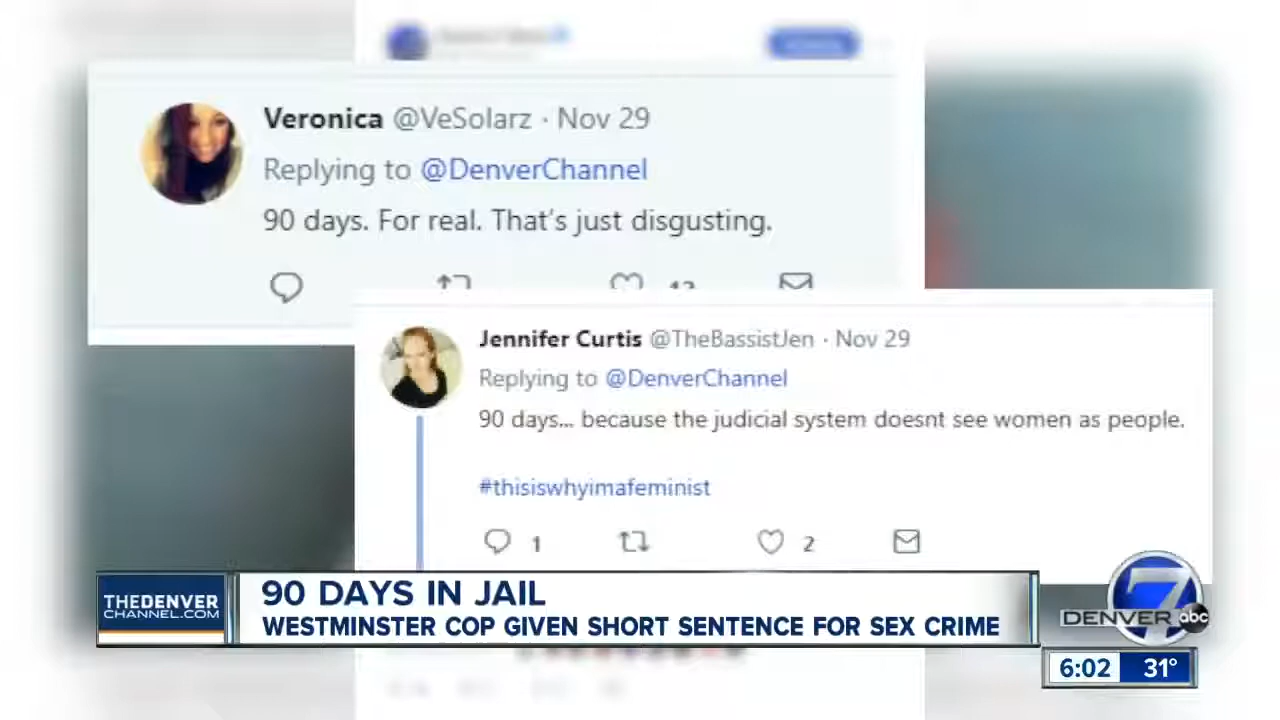 Veronica @VeSolarz · Nov 29
Replying to @DenverChannel
90 days. For real. That's just disgusting.
Jennifer Curtis @TheBassistJen · Nov 29
Replying to @DenverChannel
90 days... because the judicial system doesnt see women as people.
#thisiswhyimafeminist
1 2
THEDENVER
CHANNEL.COM
90 DAYS IN JAIL
WESTMINSTER COP GIVEN SHORT SENTENCE FOR SEX CRIME
7
DENVER abc
6:02 31°